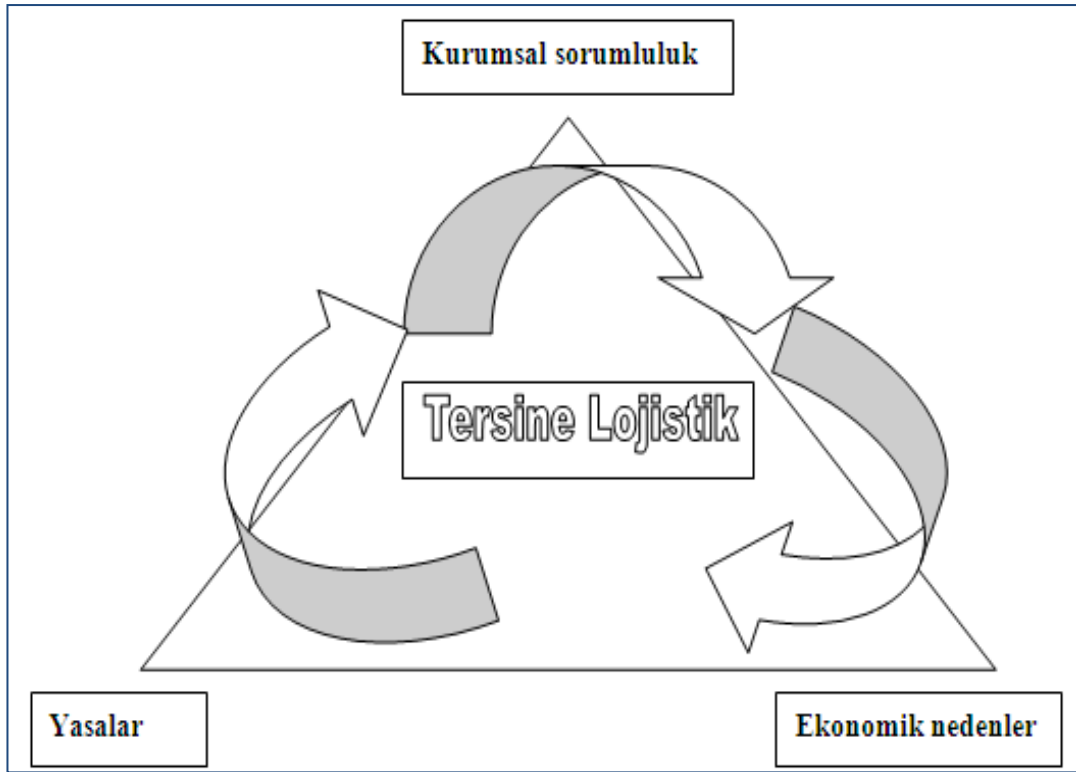 Kurumsal sorumluluk
Tersine Lojistik
Yasalar
Ekonomik nedenler